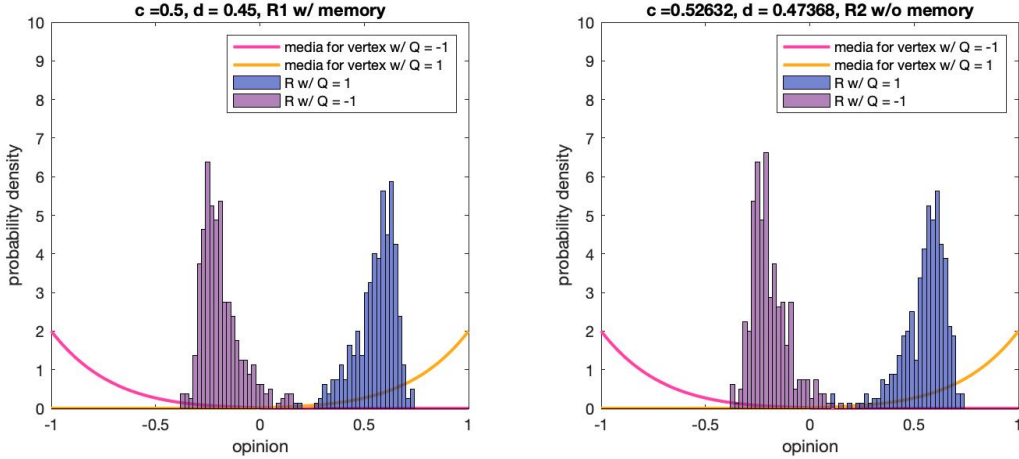 c =0.5, d = 0.45, R1 w/ memory
10
9
8
7
6
5
4
3
2
1
0
probability density
media for vertex w/ Q = -1
media for vertex w/ Q = 1
R w/ Q = 1
R w/ Q = -1
-1
-0.5
0
0.5
1
opinion
c =0.52632, d = 0.47368, R2 w/o memory
10
9
8
7
6
5
4
3
2
1
0
probability density
media for vertex w/ Q = -1
media for vertex w/ Q = 1
R w/ Q = 1
R w/ Q = -1
-1
-0.5
0
0.5
1
opinion